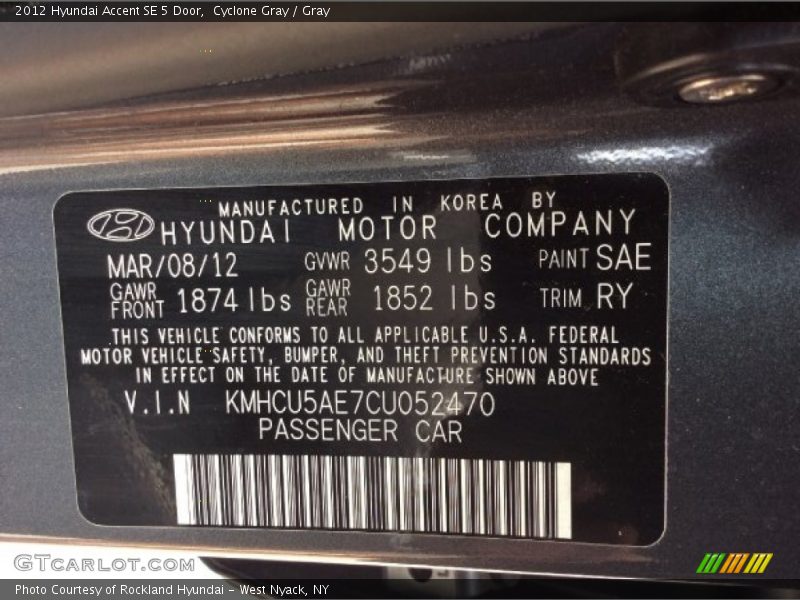 2012 Hyundai Accent SE 5 Door, Cyclone Gray / Gray
MANUFACTURED IN KOREA BY
HYUNDAI MOTOR COMPANY
MAR/08/12 GVWR 3549 lbs PAINT SAE
GAWR FRONT 1874 lbs GAWR REAR 1852 lbs TRIM RY
THIS VEHICLE CONFORMS TO ALL APPLICABLE U.S.A. FEDERAL
MOTOR VEHICLE SAFETY, BUMPER, AND THEFT PREVENTION STANDARDS
IN EFFECT ON THE DATE OF MANUFACTURE SHOWN ABOVE
V.I.N KMHCU5AE7CU052470
PASSENGER CAR
GTCARLOT.COM
Photo Courtesy of Rockland Hyundai - West Nyack, NY